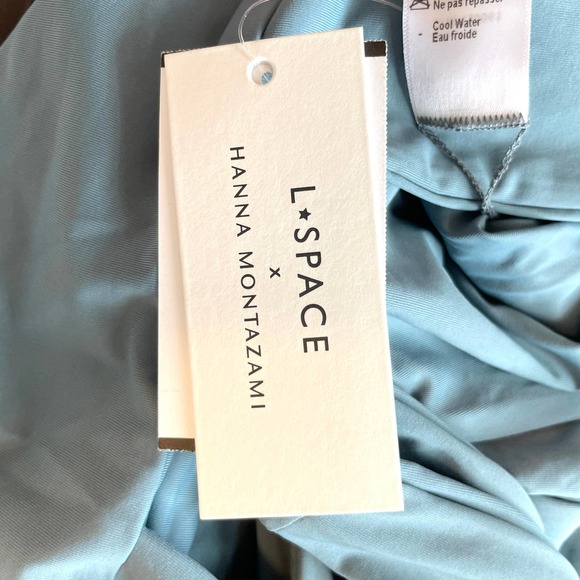 Ne pas repasser
Cool Water
- Eau froide
L★SPACE
x
HANNA MONTAZAMI